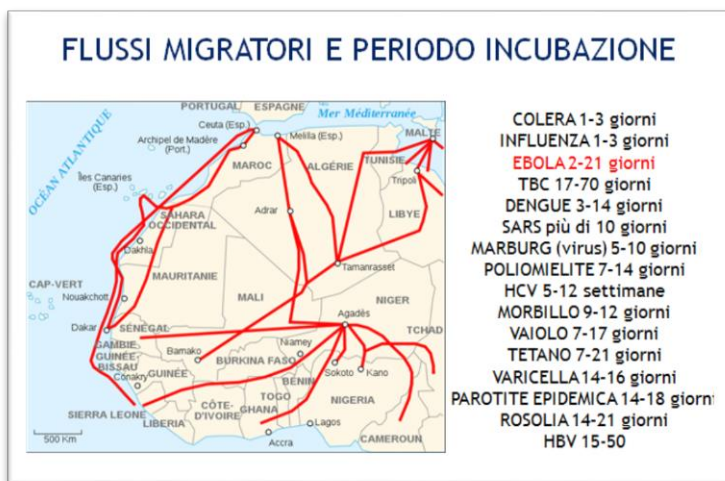 FLUSSI MIGRATORI E PERIODO INCUBAZIONE
PORTUGAL
ESPAGNE
Mer Méditerranée
Ceuta (Esp.)
Melila (Esp.)
MALTE
Archipel de Madère
(Port.)
MAROC
ALGÉRIE
TUNISIE
Tripoli
OCÉAN ATLANTIQUE
Îles Canaries
(Esp.)
Adrar
LIBYE
SAHARA
OCCIDENTAL
Dakhla
Tamanrasset
MAURITANIE
CAP-VERT
Nouakchott
MALI
NIGER
Agadès
TCHAD
Dakar
SÉNÉGAL
GAMBIE
GUINÉE-
BISSAU
Bamako
Niamey
BURKINA FASO
Sokoto
Kano
Conakry
GUINÉE
BÉNIN
TOGO
NIGERIA
SIERRA LEONE
CÔTE-
D'IVOIRE
GHANA
LIBERIA
Lagos
Accra
CAMEROUN
500 Km
COLERA 1-3 giorni
INFLUENZA 1-3 giorni
EBOLA 2-21 giorni
TBC 17-70 giorni
DENGUE 3-14 giorni
SARS più di 10 giorni
MARBURG (virus) 5-10 giorni
POLIOMIELITE 7-14 giorni
HCV 5-12 settimane
MORBILLO 9-12 giorni
VAIOLO 7-17 giorni
TETANO 7-21 giorni
VARICELLA 14-16 giorni
PAROTITE EPIDEMICA 14-18 giorni
ROSOLIA 14-21 giorni
HBV 15-50